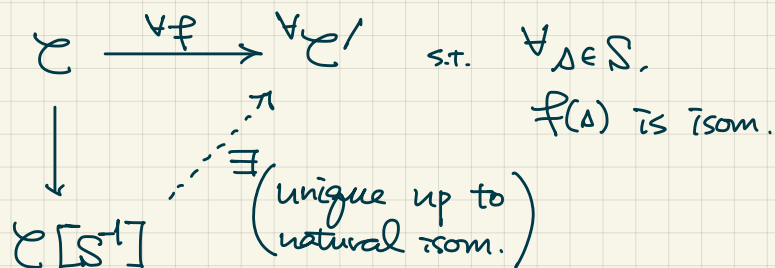 𝒞 ∀f ∀𝒞′ s.t. ∀s∈S,
f(s) is isom.
∃
(unique up to
natural isom.)
𝒞[S⁻¹]